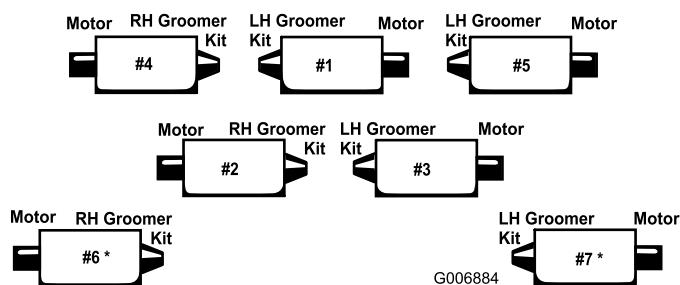 Motor RH Groomer Kit LH Groomer Kit Motor LH Groomer Kit Motor
#4 #1 #5
Motor RH Groomer Kit LH Groomer Kit Motor
#2 #3
Motor RH Groomer Kit LH Groomer Kit Motor
#6 * #7 *
G006884